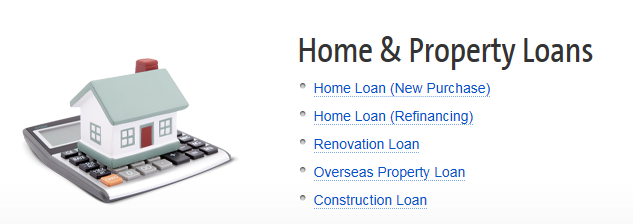 Home & Property Loans
Home Loan (New Purchase)
Home Loan (Refinancing)
Renovation Loan
Overseas Property Loan
Construction Loan